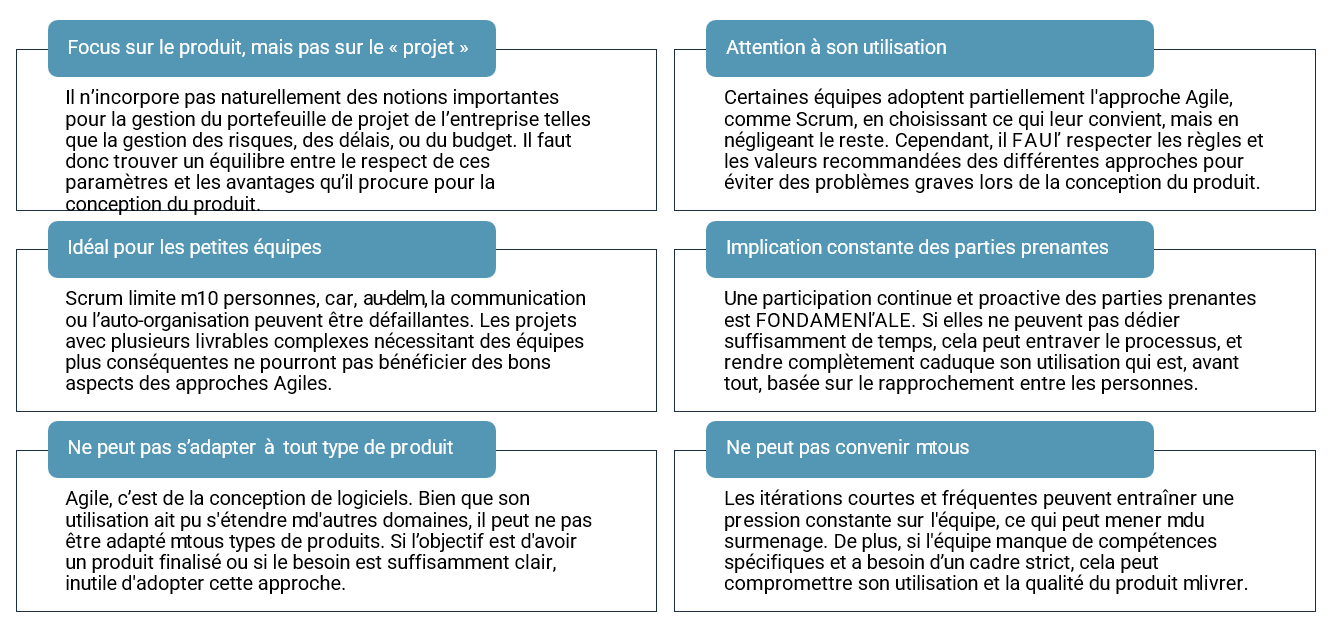 Focus sur le produit, mais pas sur le « projet »
Il n’incorpore pas naturellement des notions importantes
pour la gestion du portefeuille de projet de l’entreprise telles
que la gestion des risques, des délais, ou du budget. Il faut
donc trouver un équilibre entre le respect de ces
paramètres et les avantages qu’il procure pour la
conception du produit.
Attention à son utilisation
Certaines équipes adoptent partiellement l'approche Agile,
comme Scrum, en choisissant ce qui leur convient, mais en
négligeant le reste. Cependant, il FAUI’ respecter les règles et
les valeurs recommandées des différentes approches pour
éviter des problèmes graves lors de la conception du produit.
Idéal pour les petites équipes
Scrum limite m10 personnes, car, au-delm, la communication
ou l’auto-organisation peuvent être défaillantes. Les projets
avec plusieurs livrables complexes nécessitant des équipes
plus conséquentes ne pourront pas bénéficier des bons
aspects des approches Agiles.
Implication constante des parties prenantes
Une participation continue et proactive des parties prenantes
est FONDAMENI’ALE. Si elles ne peuvent pas dédier
suffisamment de temps, cela peut entraver le processus, et
rendre complètement caduque son utilisation qui est, avant
tout, basée sur le rapprochement entre les personnes.
Ne peut pas s’adapter à tout type de produit
Agile, c’est de la conception de logiciels. Bien que son
utilisation ait pu s'étendre md'autres domaines, il peut ne pas
être adapté mtous types de produits. Si l’objectif est d'avoir
un produit finalisé ou si le besoin est suffisamment clair,
inutile d'adopter cette approche.
Ne peut pas convenir mtous
Les itérations courtes et fréquentes peuvent entraîner une
pression constante sur l'équipe, ce qui peut mener mdu
surmenage. De plus, si l'équipe manque de compétences
spécifiques et a besoin d’un cadre strict, cela peut
compromettre son utilisation et la qualité du produit mlivrer.